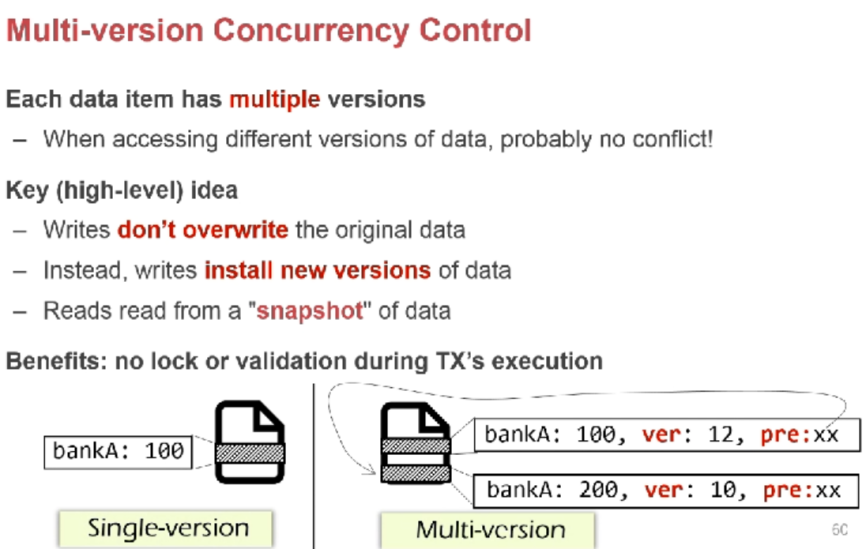 Multi-version Concurrency Control
Each data item has multiple versions
– When accessing different versions of data, probably no conflict!
Key (high-level) idea
– Writes don't overwrite the original data
– Instead, writes install new versions of data
– Reads read from a "snapshot" of data
Benefits: no lock or validation during TX's execution
bankA: 100
Single-version
bankA: 100, ver: 12, pre:xx
bankA: 200, ver: 10, pre:xx
Multi-version
60